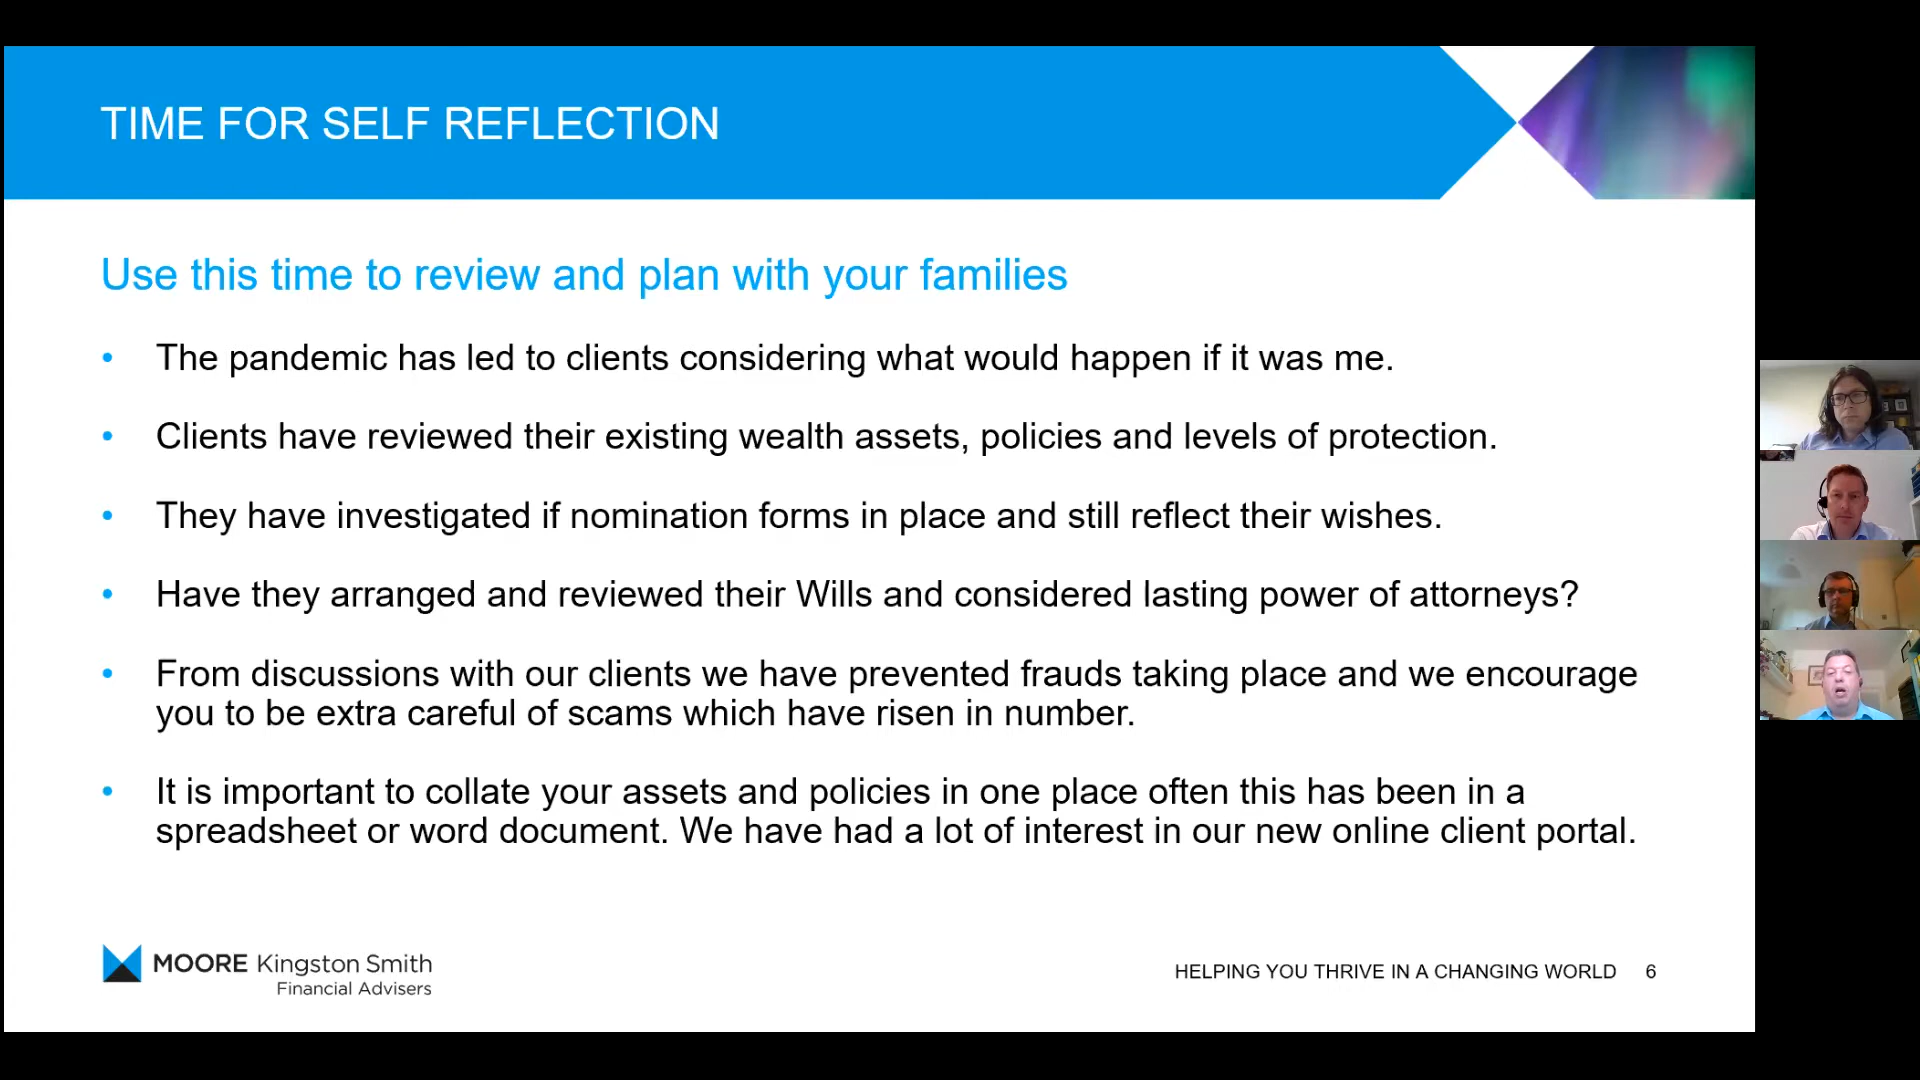 TIME FOR SELF REFLECTION
Use this time to review and plan with your families
• The pandemic has led to clients considering what would happen if it was me.
• Clients have reviewed their existing wealth assets, policies and levels of protection.
• They have investigated if nomination forms in place and still reflect their wishes.
• Have they arranged and reviewed their Wills and considered lasting power of attorneys?
• From discussions with our clients we have prevented frauds taking place and we encourage
you to be extra careful of scams which have risen in number.
• It is important to collate your assets and policies in one place often this has been in a
spreadsheet or word document. We have had a lot of interest in our new online client portal.
MOORE Kingston Smith
Financial Advisers
HELPING YOU THRIVE IN A CHANGING WORLD 6